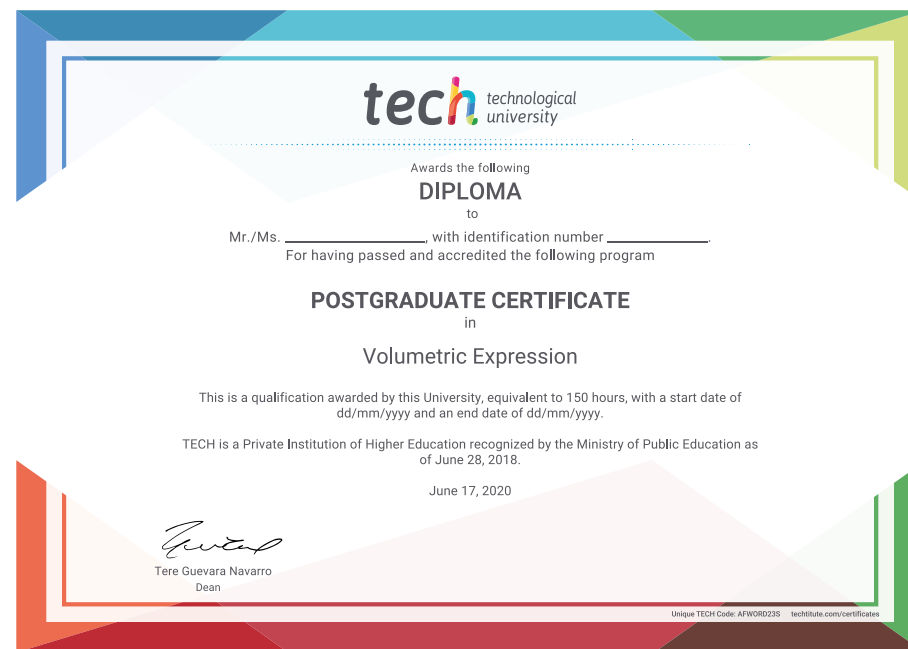 tech technological
university
Awards the following
DIPLOMA
to
Mr./Ms. ____________________, with identification number ______________.
For having passed and accredited the following program
POSTGRADUATE CERTIFICATE
in
Volumetric Expression
This is a qualification awarded by this University, equivalent to 150 hours, with a start date of
dd/mm/yyyy and an end date of dd/mm/yyyy.
TECH is a Private Institution of Higher Education recognized by the Ministry of Public Education as
of June 28, 2018.
June 17, 2020
Tere Guevara Navarro
Dean
Unique TECH Code: AFWORD23S techtitute.com/certificates